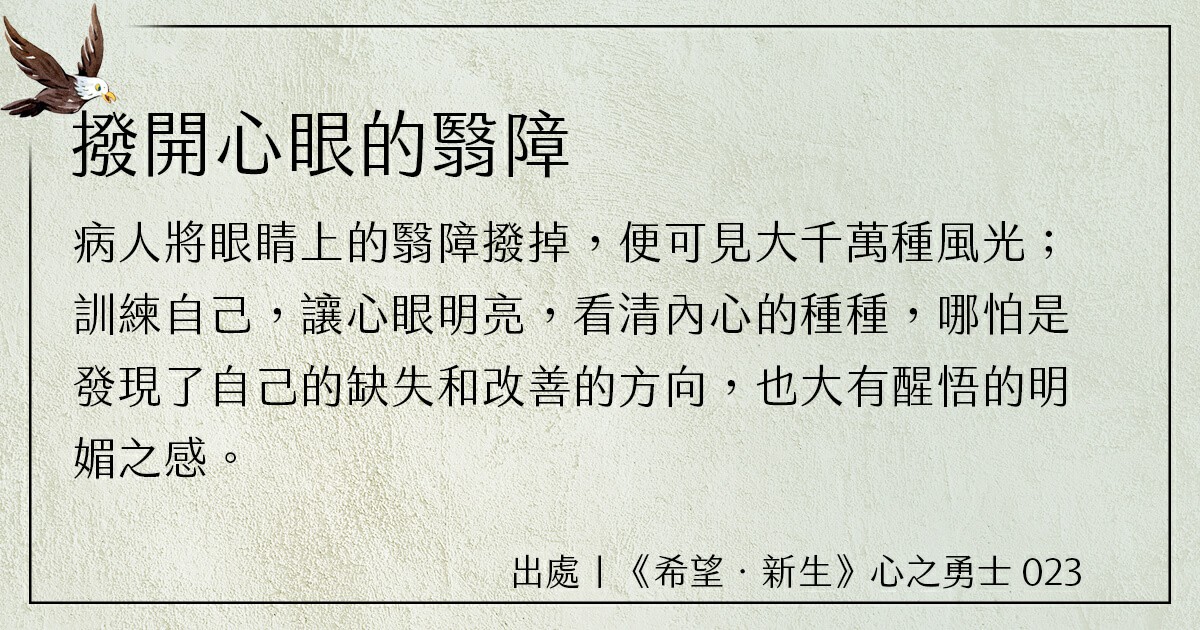 撥開心眼的翳障
病人將眼睛上的翳障撥掉，便可見大千萬種風光；
訓練自己，讓心眼明亮，看清內心的種種，哪怕是
發現了自己的缺失和改善的方向，也大有醒悟的明
媚之感。
出處｜《希望．新生》心之勇士 023